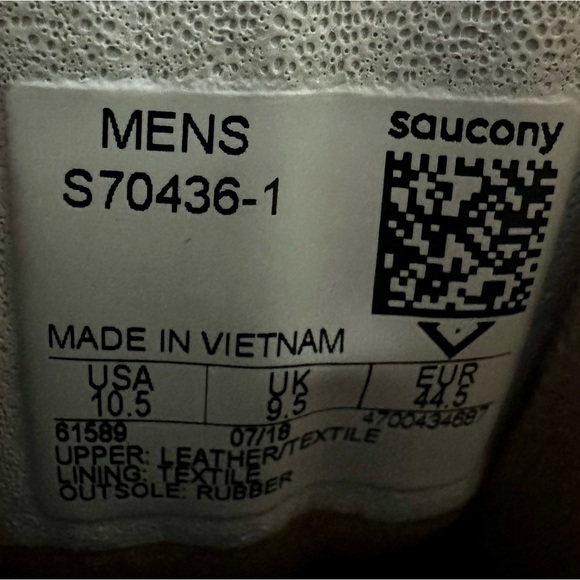 MENS
S70436-1
saucony
MADE IN VIETNAM
USA UK EUR
10.5 9.5 44.5
61589 07/18 4700434687
UPPER: LEATHER/TEXTILE
LINING: TEXTILE
OUTSOLE: RUBBER